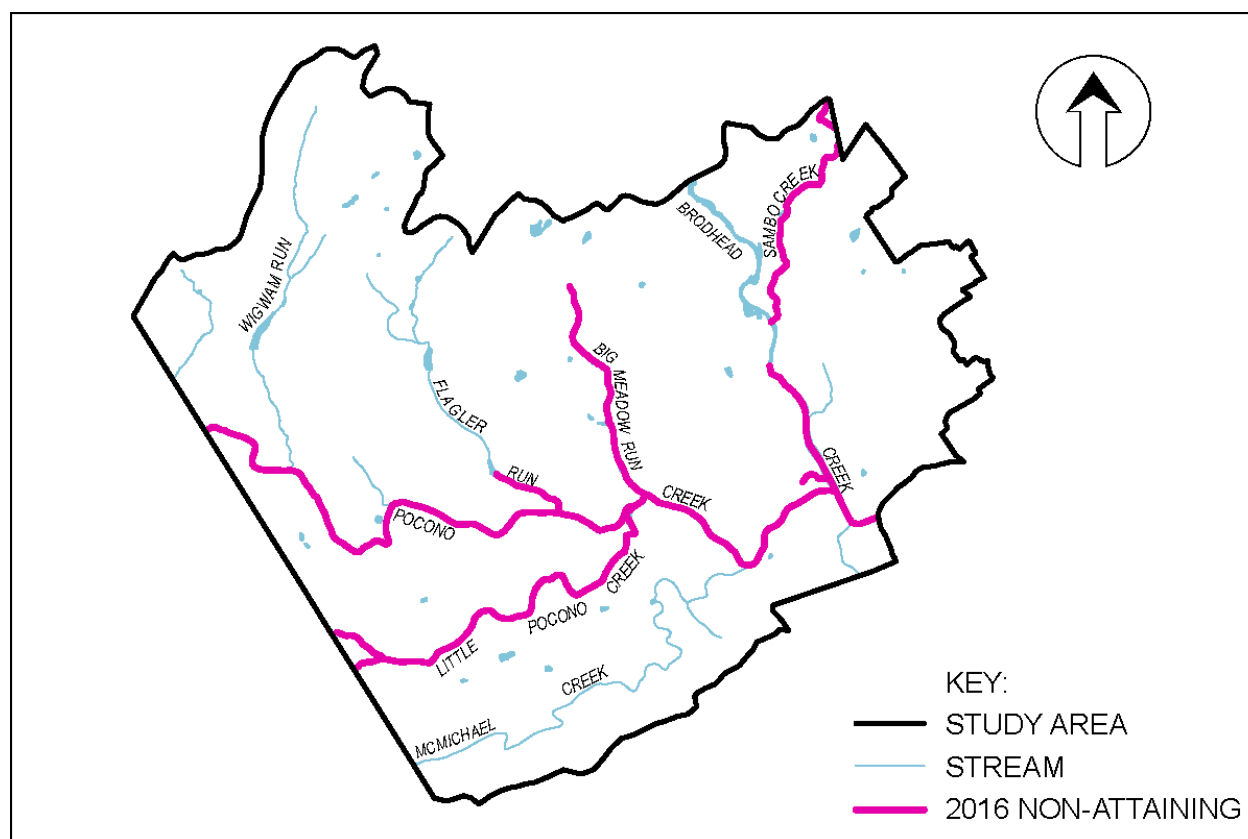 SAMBO CREEK
BRODHEAD
WIGWAM RUN
BIG MEADOW RUN
FLAGLER
RUN
CREEK
CREEK
POCONO
CREEK
POCONO
LITTLE
CREEK
MCMICHAEL
KEY:
STUDY AREA
STREAM
2016 NON-ATTAINING